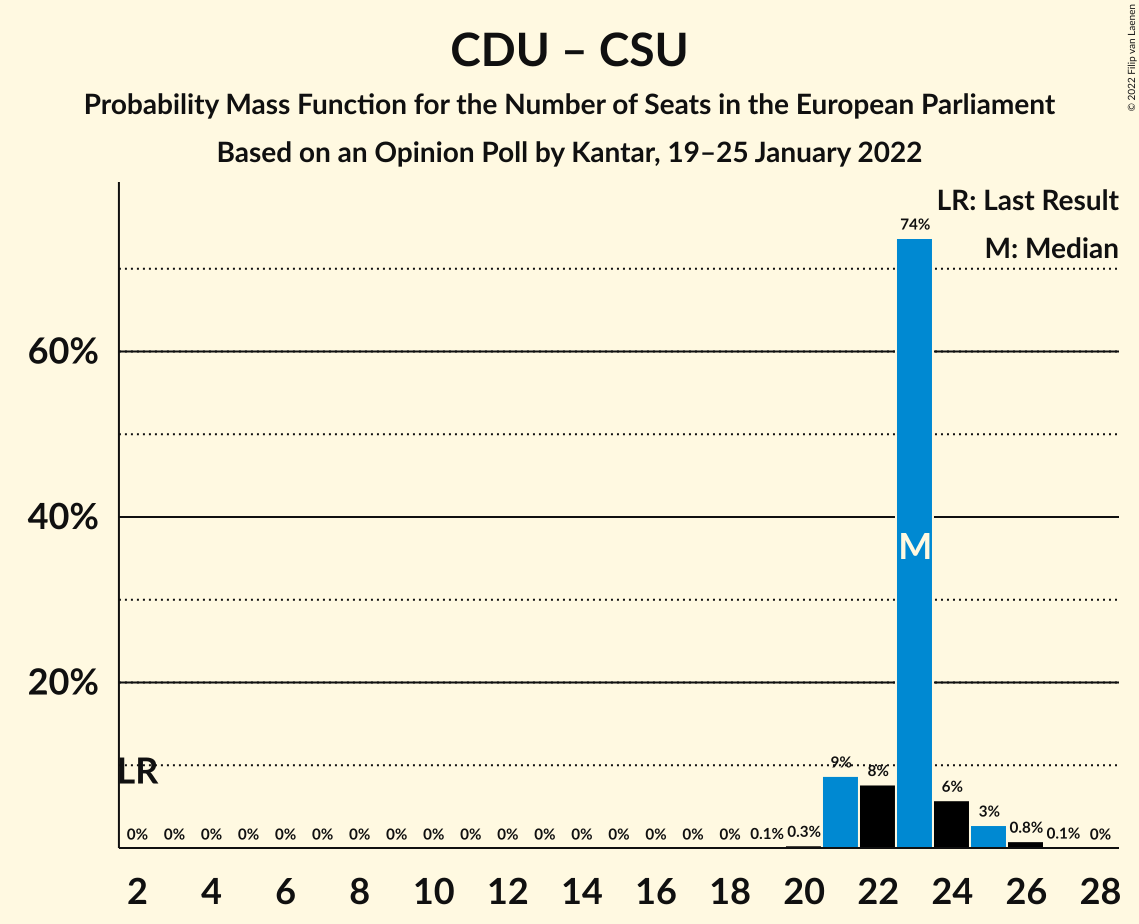 CDU – CSU
Probability Mass Function for the Number of Seats in the European Parliament
Based on an Opinion Poll by Kantar, 19–25 January 2022
© 2022 Filip van Laenen
LR: Last Result
M: Median
74%
60%
40%
M
20%
LR
9%
8%
6%
3%
0% 0% 0% 0% 0% 0% 0% 0% 0% 0% 0% 0% 0% 0% 0% 0% 0% 0.1% 0.3% 0.8% 0.1% 0%
2 4 6 8 10 12 14 16 18 20 22 24 26 28